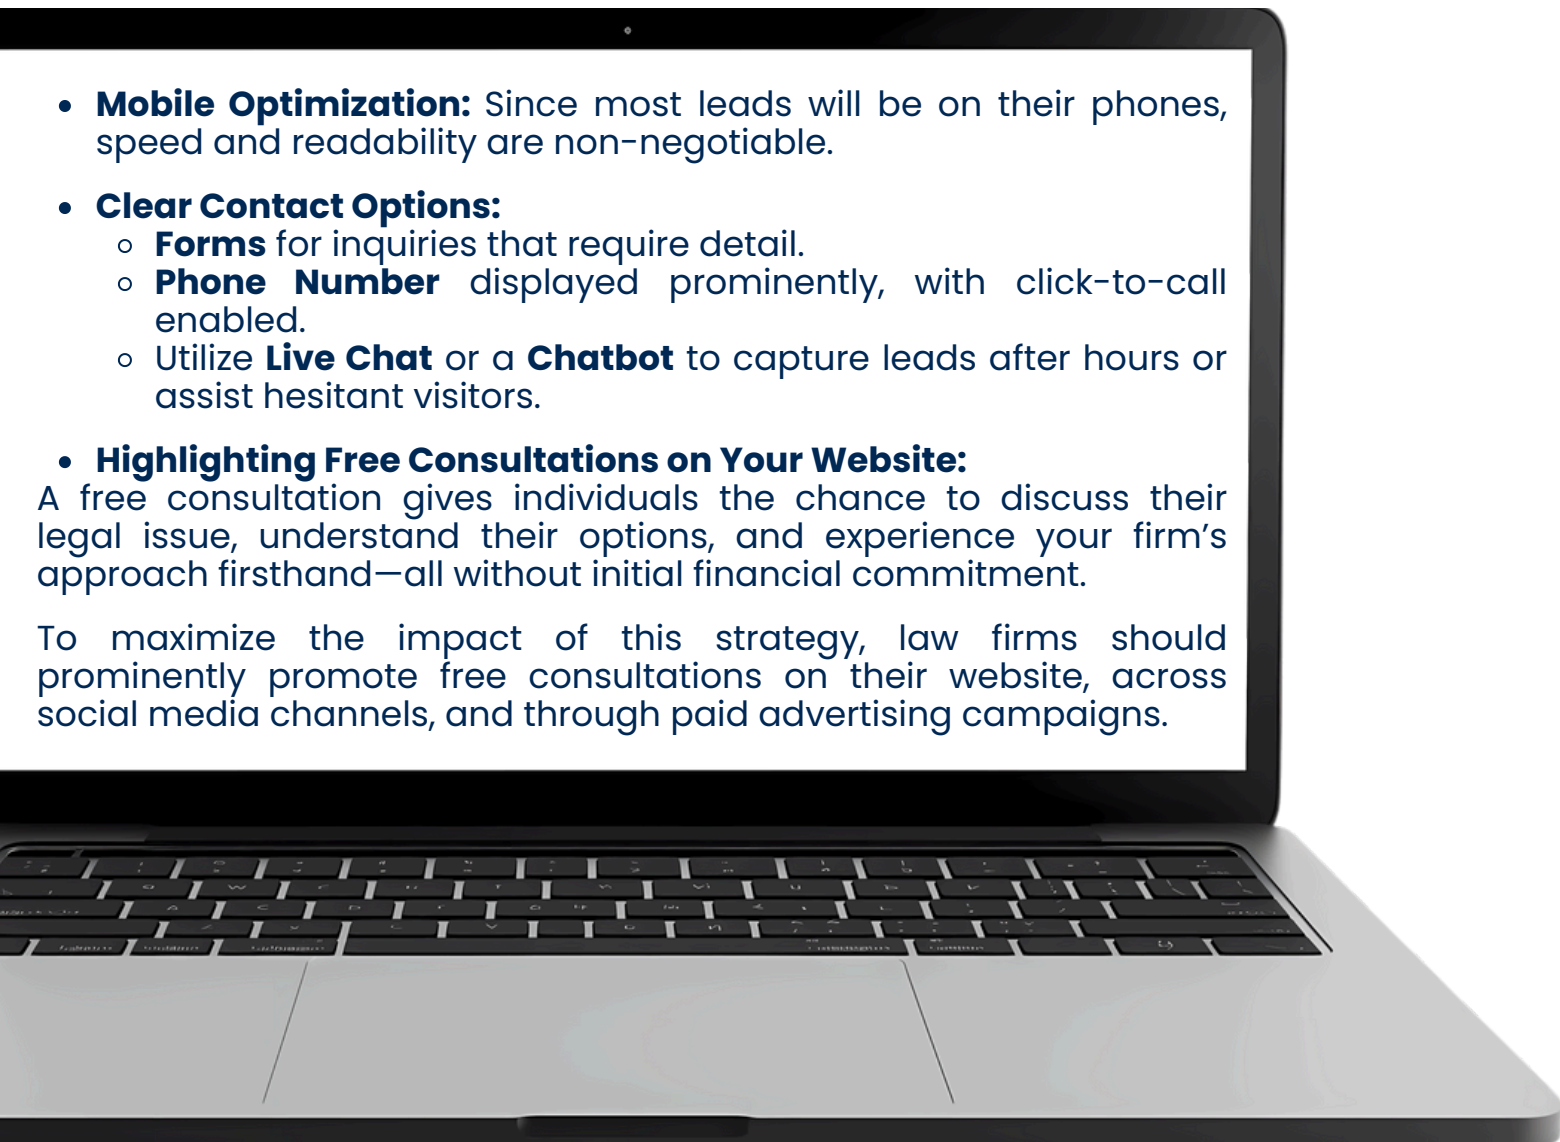 • Mobile Optimization: Since most leads will be on their phones,
speed and readability are non-negotiable.
• Clear Contact Options:
◦ Forms for inquiries that require detail.
◦ Phone Number displayed prominently, with click-to-call
enabled.
◦ Utilize Live Chat or a Chatbot to capture leads after hours or
assist hesitant visitors.
• Highlighting Free Consultations on Your Website:
A free consultation gives individuals the chance to discuss their
legal issue, understand their options, and experience your firm’s
approach firsthand—all without initial financial commitment.
To maximize the impact of this strategy, law firms should
prominently promote free consultations on their website, across
social media channels, and through paid advertising campaigns.